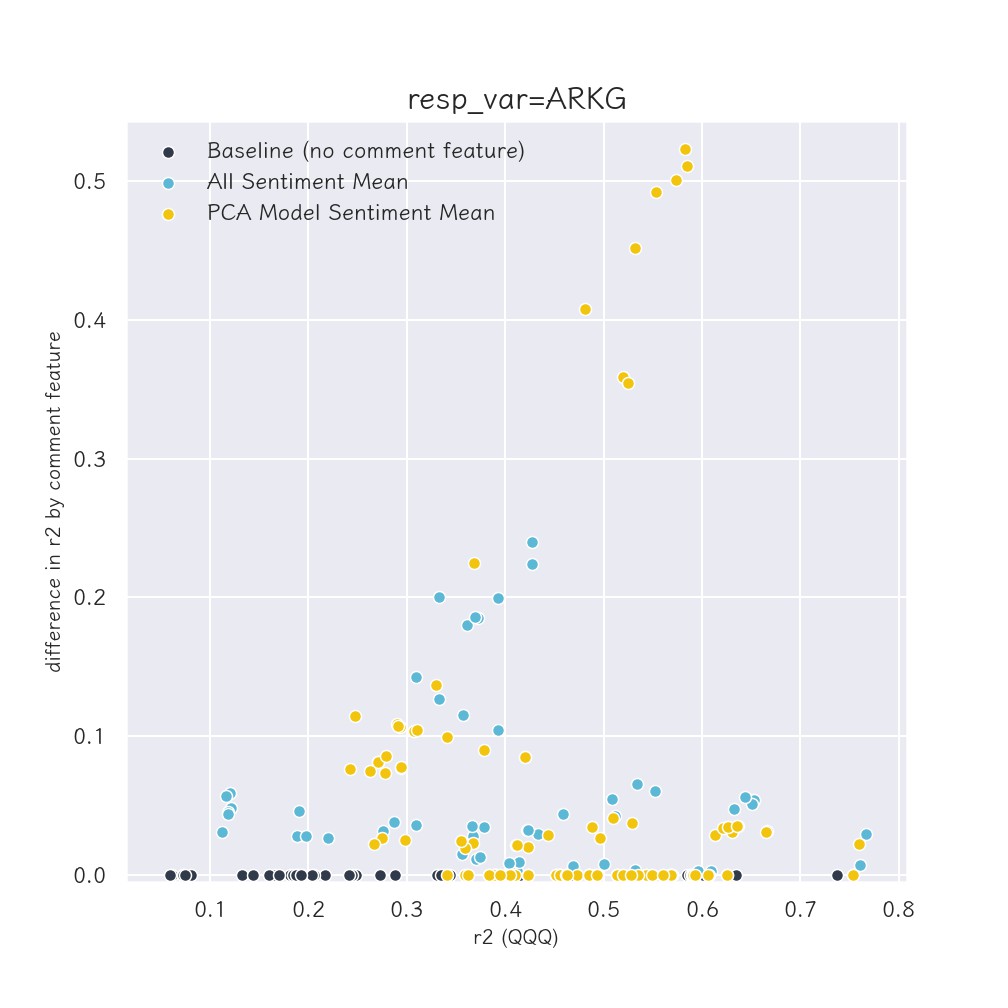 resp_var=ARKG
Baseline (no comment feature)
All Sentiment Mean
PCA Model Sentiment Mean
0.5
0.4
0.3
0.2
0.1
0.0
difference in r2 by comment feature
0.1 0.2 0.3 0.4 0.5 0.6 0.7 0.8
r2 (QQQ)